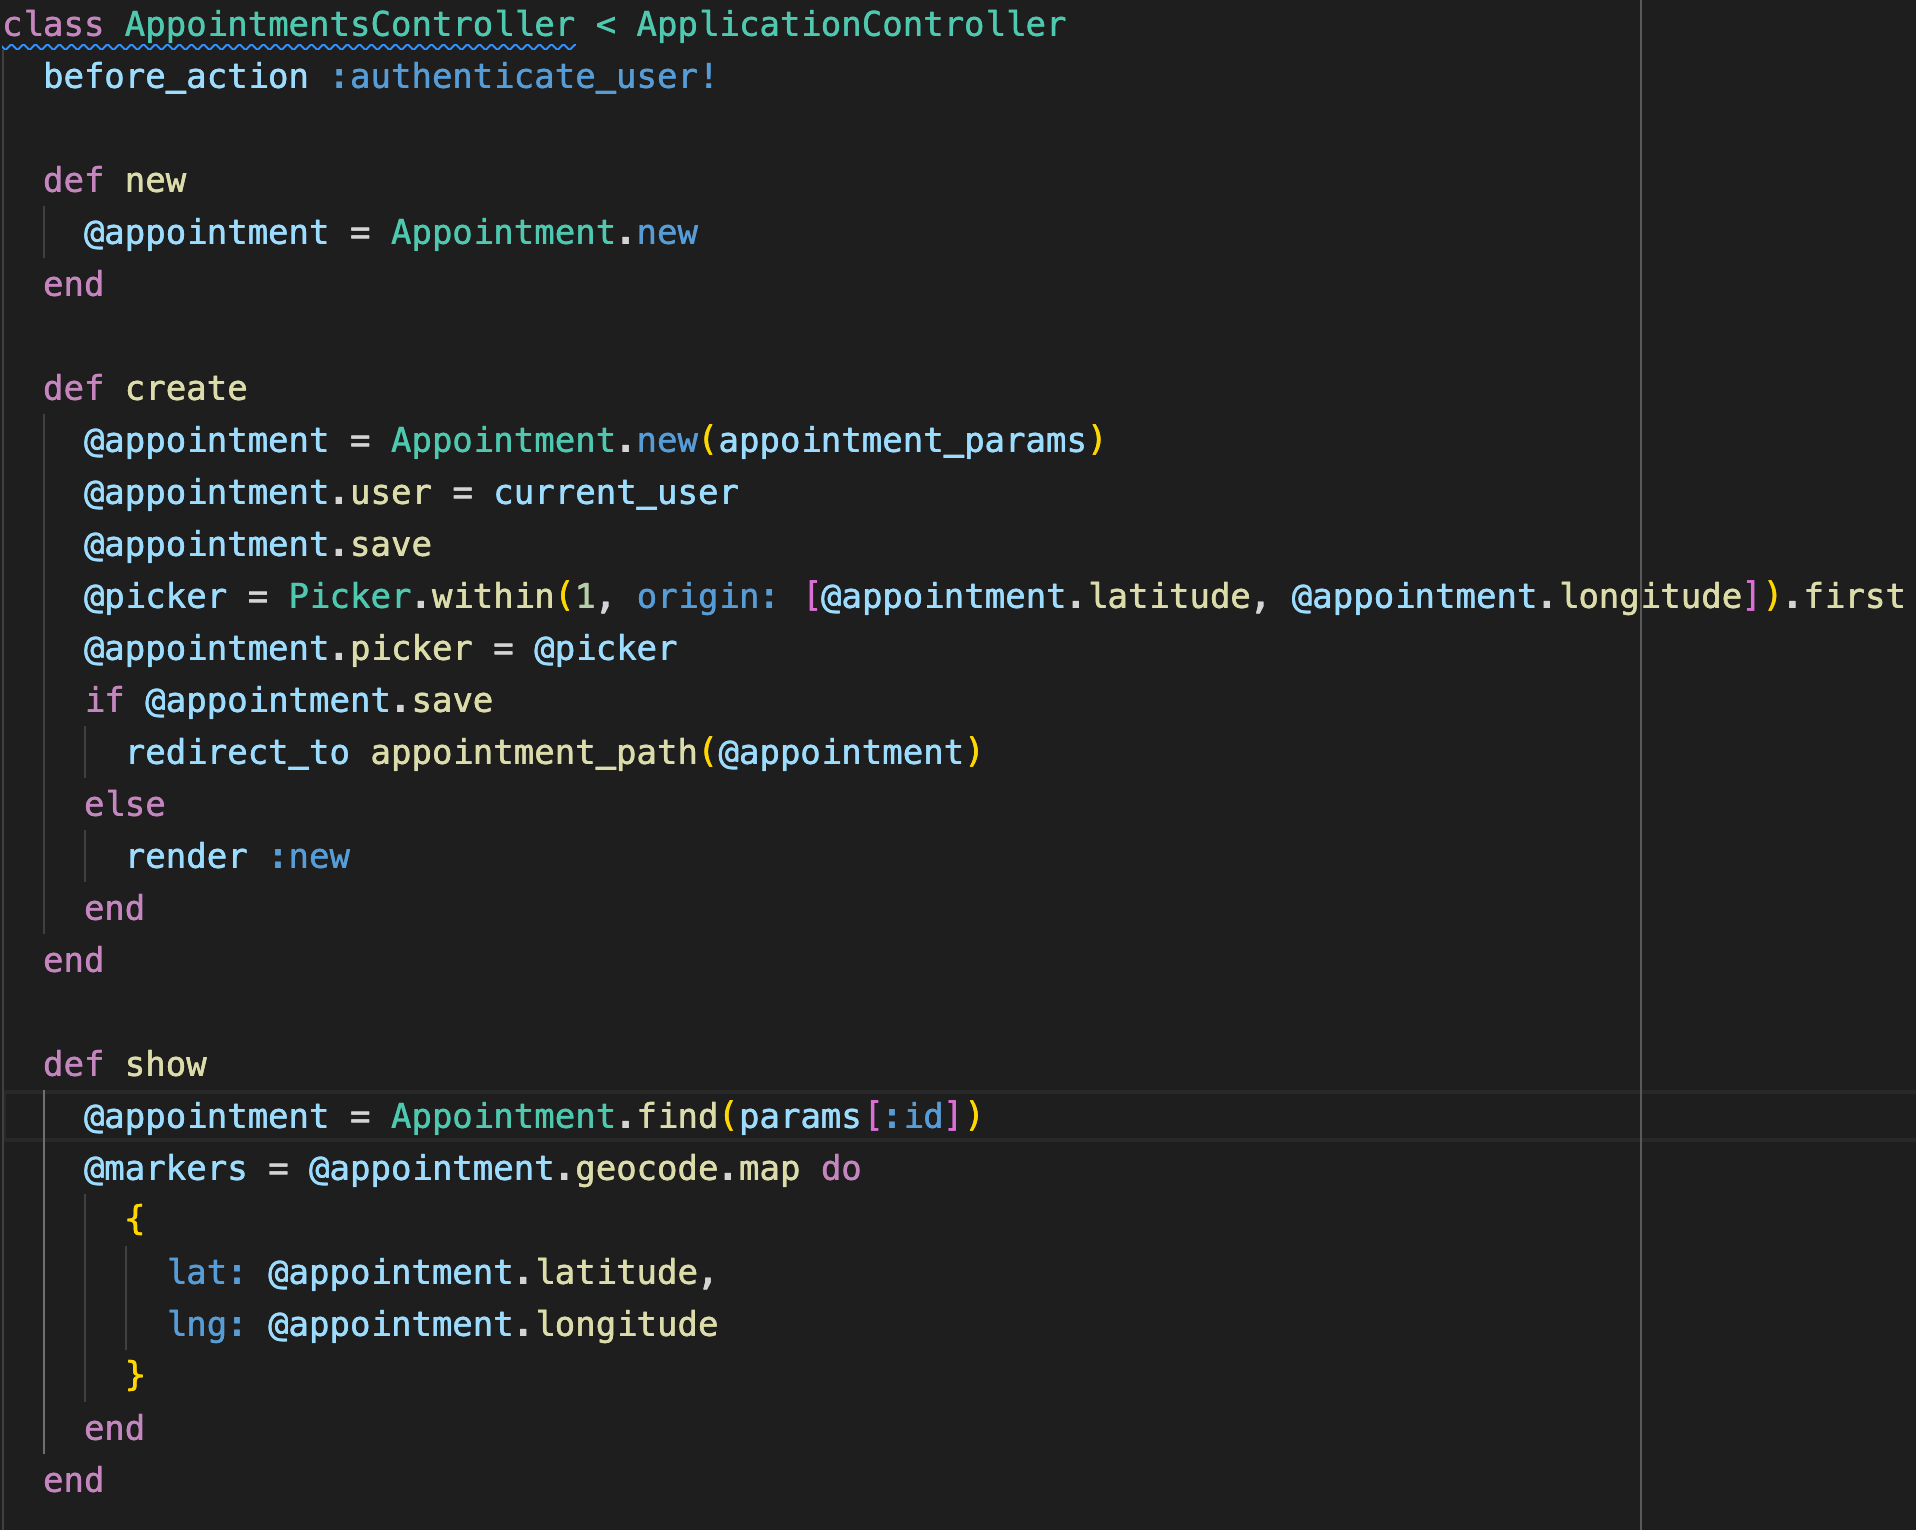 class AppointmentsController < ApplicationController
  before_action :authenticate_user!

  def new
    @appointment = Appointment.new
  end

  def create
    @appointment = Appointment.new(appointment_params)
    @appointment.user = current_user
    @appointment.save
    @picker = Picker.within(1, origin: [@appointment.latitude, @appointment.longitude]).first
    @appointment.picker = @picker
    if @appointment.save
      redirect_to appointment_path(@appointment)
    else
      render :new
    end
  end

  def show
    @appointment = Appointment.find(params[:id])
    @markers = @appointment.geocode.map do
      {
        lat: @appointment.latitude,
        lng: @appointment.longitude
      }
    end
  end